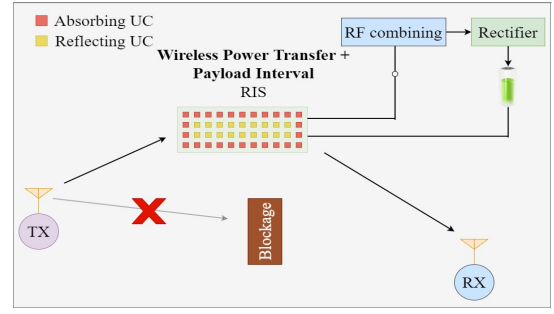 Absorbing UC
Reflecting UC
Wireless Power Transfer +
Payload Interval
RIS
RF combining
Rectifier
TX
Blockage
RX